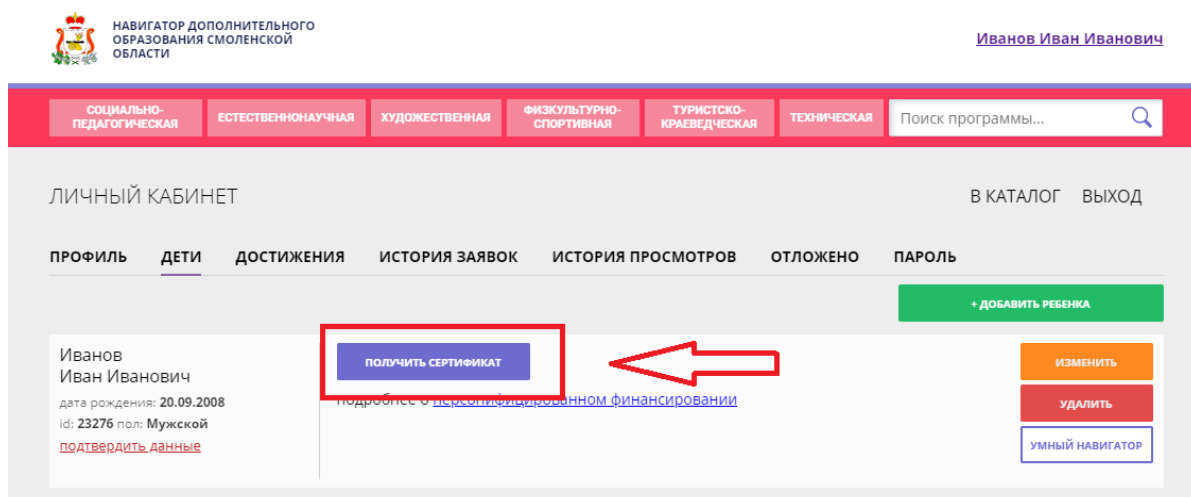 НАВИГАТОР ДОПОЛНИТЕЛЬНОГО
ОБРАЗОВАНИЯ СМОЛЕНСКОЙ
ОБЛАСТИ
Иванов Иван Иванович
СОЦИАЛЬНО-
ПЕДАГОГИЧЕСКАЯ
ЕСТЕСТВЕННОНАУЧНАЯ
ХУДОЖЕСТВЕННАЯ
ФИЗКУЛЬТУРНО-
СПОРТИВНАЯ
ТУРИСТСКО-
КРАЕВЕДЧЕСКАЯ
ТЕХНИЧЕСКАЯ
Поиск программы...
ЛИЧНЫЙ КАБИНЕТ
В КАТАЛОГ ВЫХОД
ПРОФИЛЬ ДЕТИ ДОСТИЖЕНИЯ ИСТОРИЯ ЗАЯВОК ИСТОРИЯ ПРОСМОТРОВ ОТЛОЖЕНО ПАРОЛЬ
+ ДОБАВИТЬ РЕБЕНКА
Иванов
Иван Иванович
дата рождения: 20.09.2008
id: 23276 пол: Мужской
подтвердить данные
ПОЛУЧИТЬ СЕРТИФИКАТ
подробнее о персонифицированном финансировании
ИЗМЕНИТЬ
УДАЛИТЬ
УМНЫЙ НАВИГАТОР